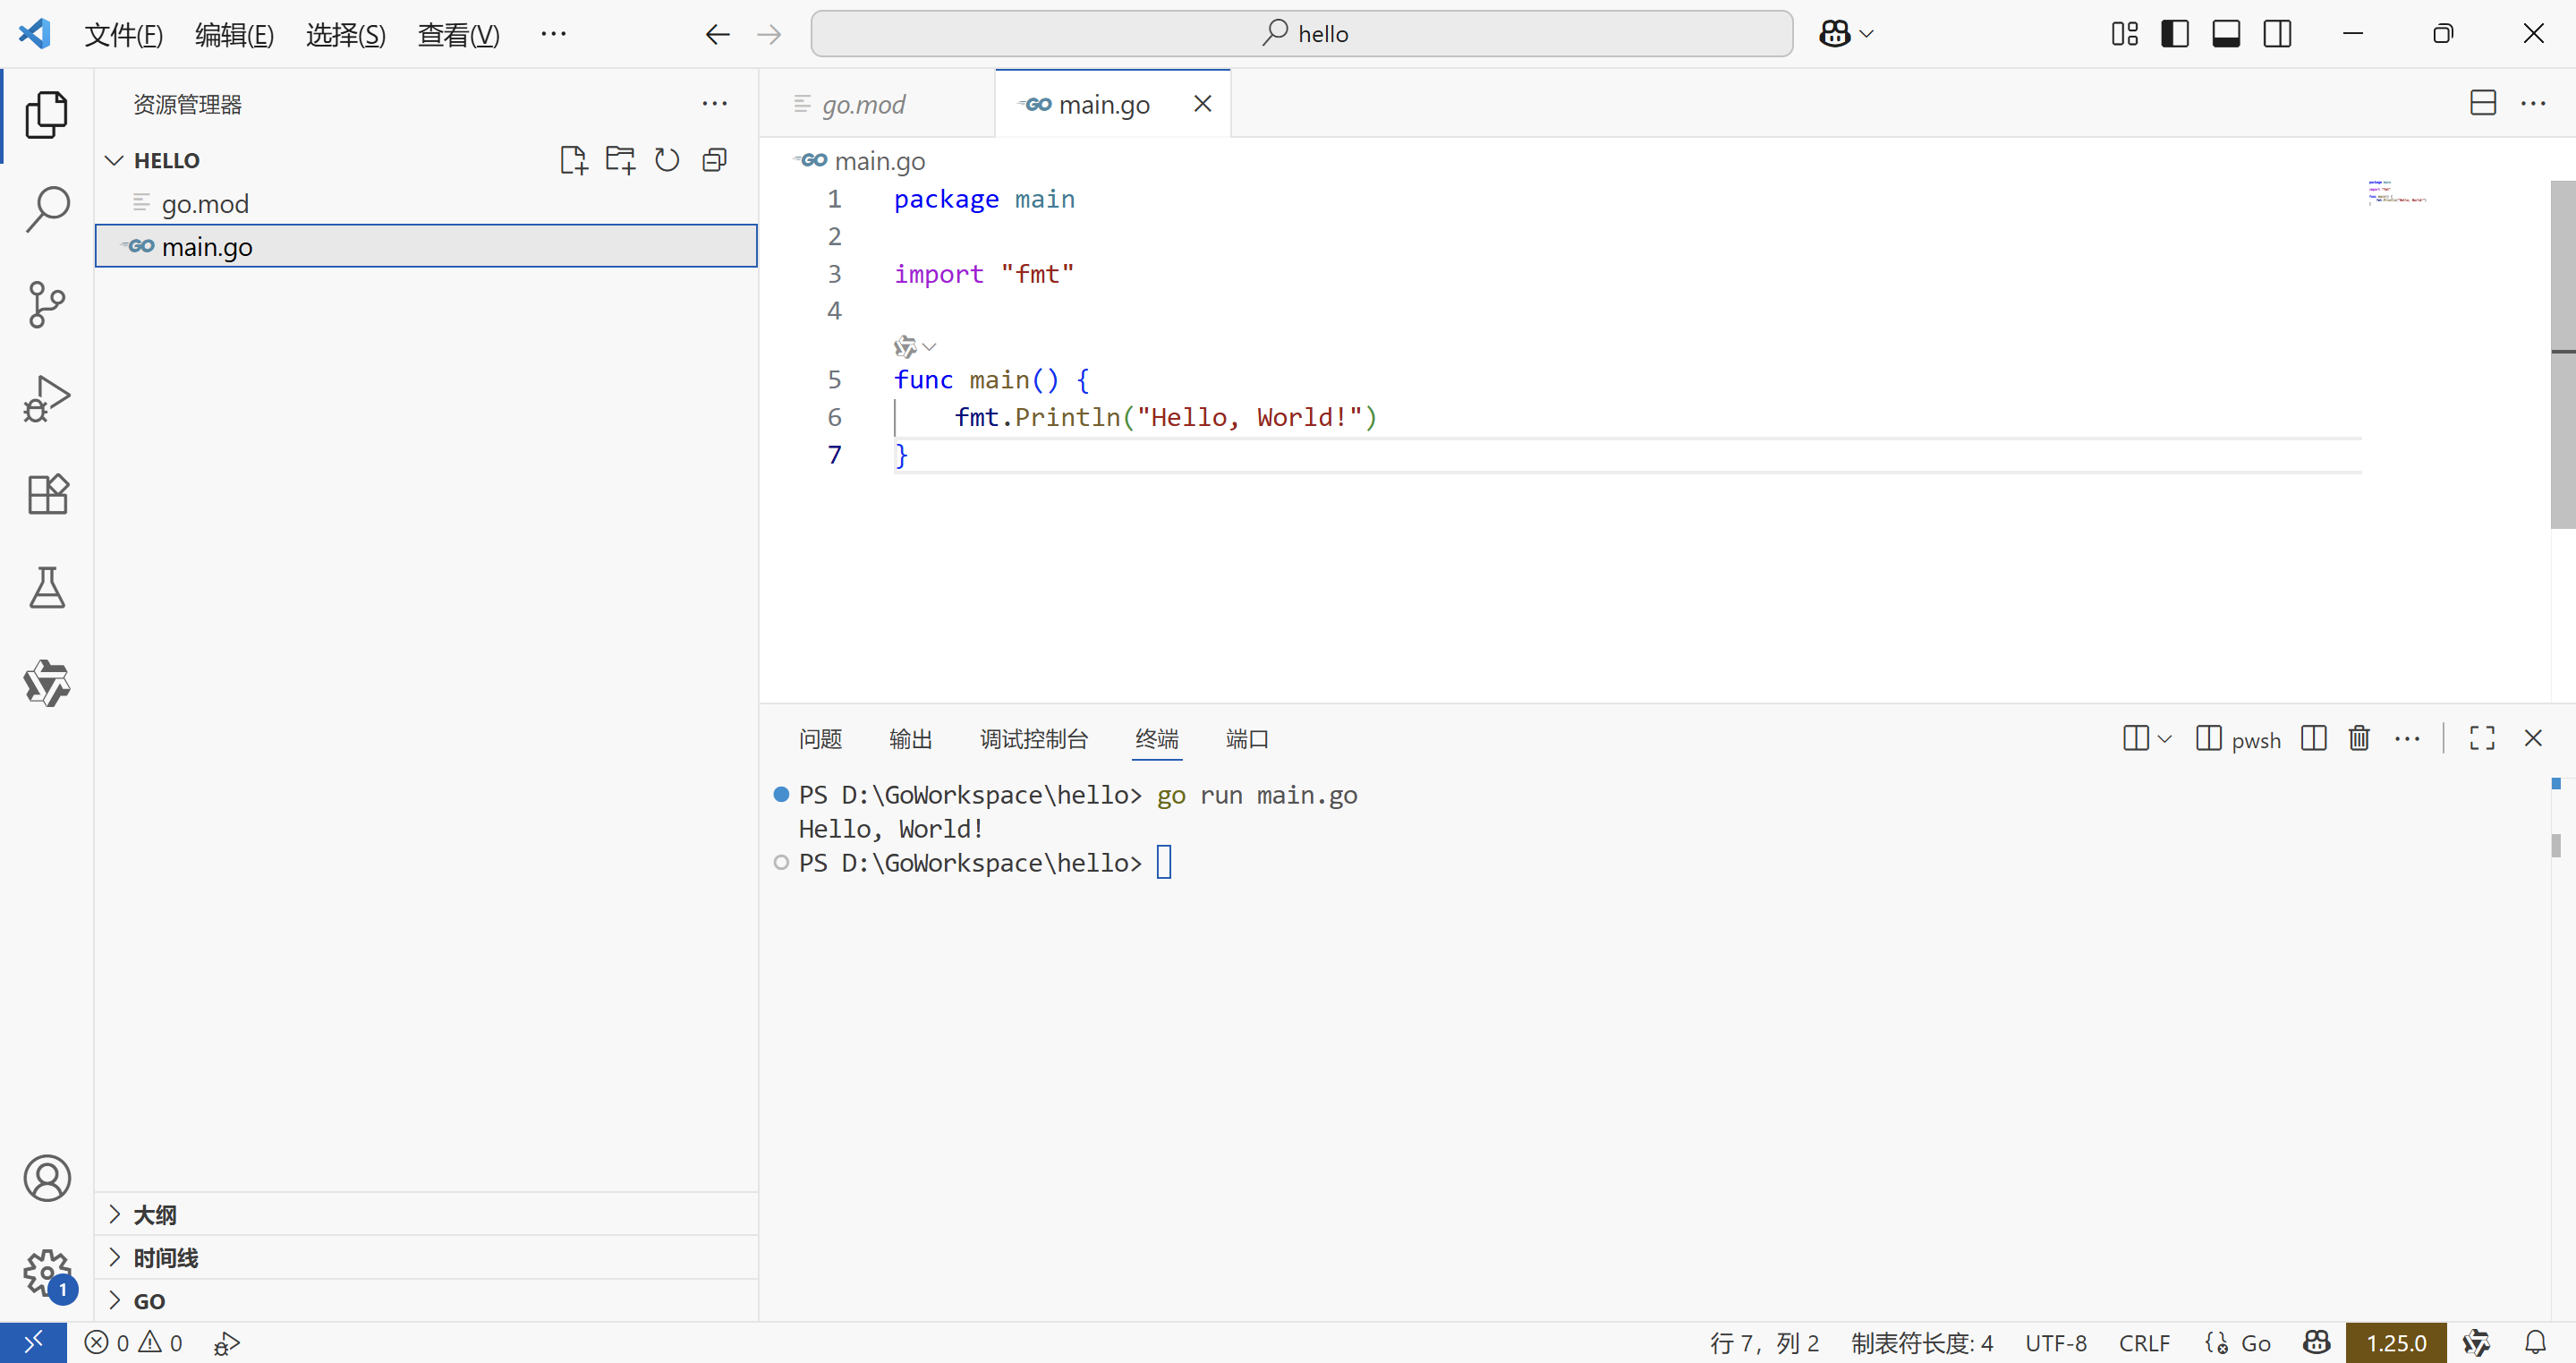 文件(F) 编辑(E) 选择(S) 查看(V) ··· hello
资源管理器
HELLO
go.mod
main.go
大纲
时间线
GO
go.mod main.go
main.go
1 package main
2
3 import "fmt"
4
5 func main() {
6 fmt.Println("Hello, World!")
7 }
问题 输出 调试控制台 终端 端口 pwsh
PS D:\GoWorkspace\hello> go run main.go
Hello, World!
PS D:\GoWorkspace\hello>
1
0 0 行 7，列 2 制表符长度: 4 UTF-8 CRLF Go 1.25.0